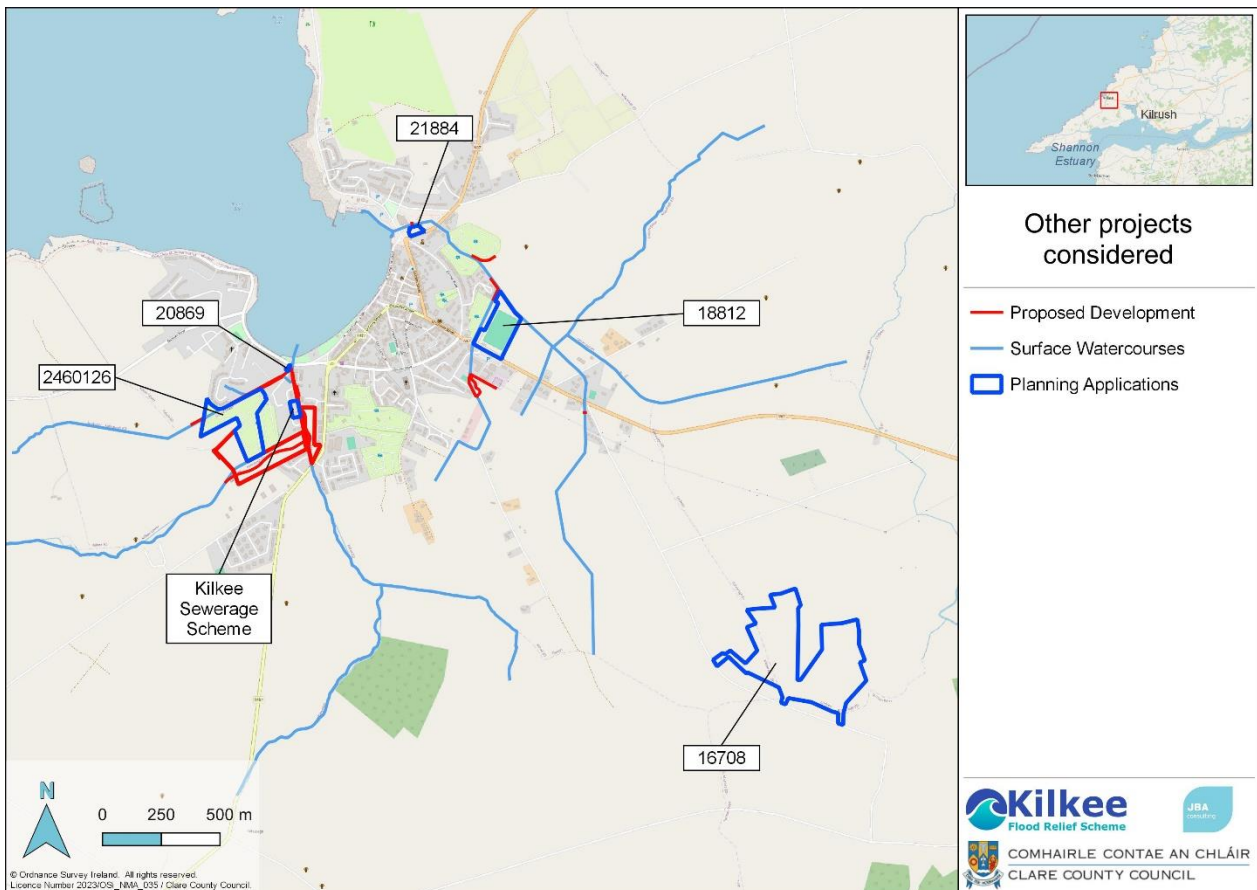 21884
20869
18812
2460126
Kilkee
Sewerage
Scheme
16708
N
0 250 500 m
© Ordnance Survey Ireland. All rights reserved.
Licence Number 2023/OSi_NMA_035 / Clare County Council.
Kilrush
Shannon
Estuary
Other projects
considered
Proposed Development
Surface Watercourses
Planning Applications
Kilkee
Flood Relief Scheme
JBA
consulting
COMHAIRLE CONTAE AN CHLÁIR
CLARE COUNTY COUNCIL